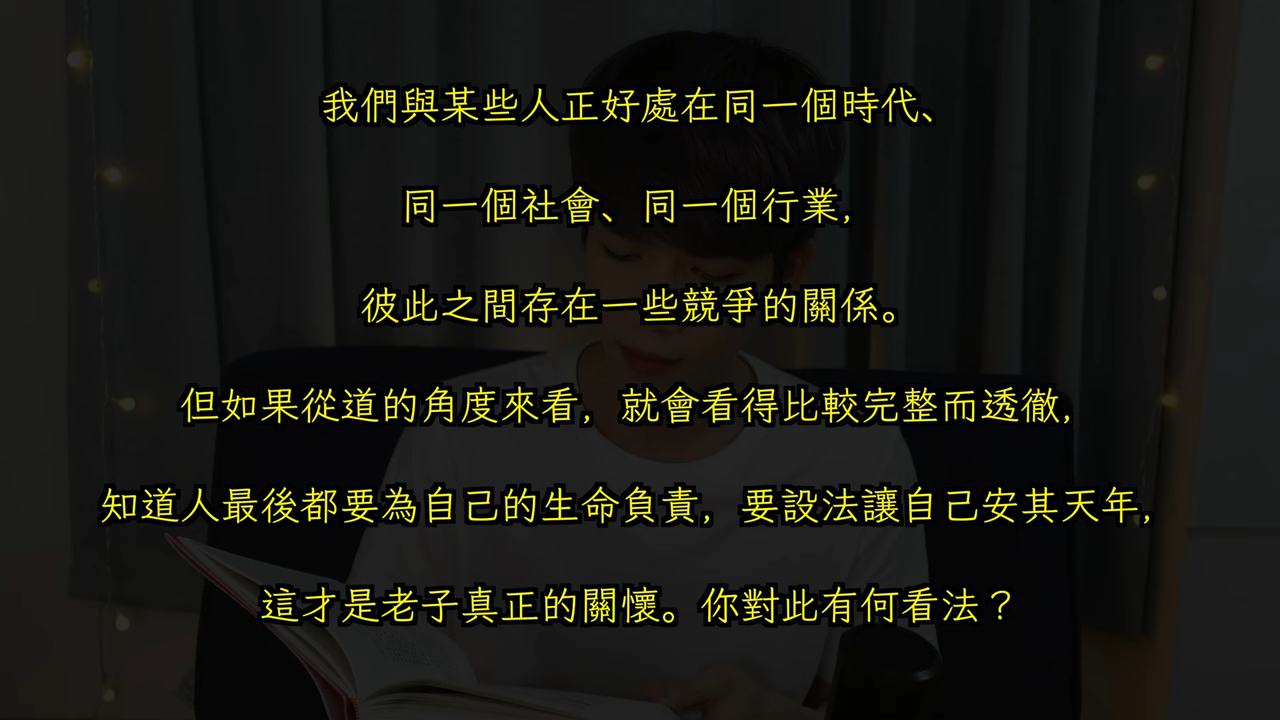 我們與某些人正好處在同一個時代、
同一個社會、同一個行業,
彼此之間存在一些競爭的關係。
但如果從道的角度來看, 就會看得比較完整而透徹,
知道人最後都要為自己的生命負責, 要設法讓自己安其天年,
這才是老子真正的關懷。你對此有何看法？